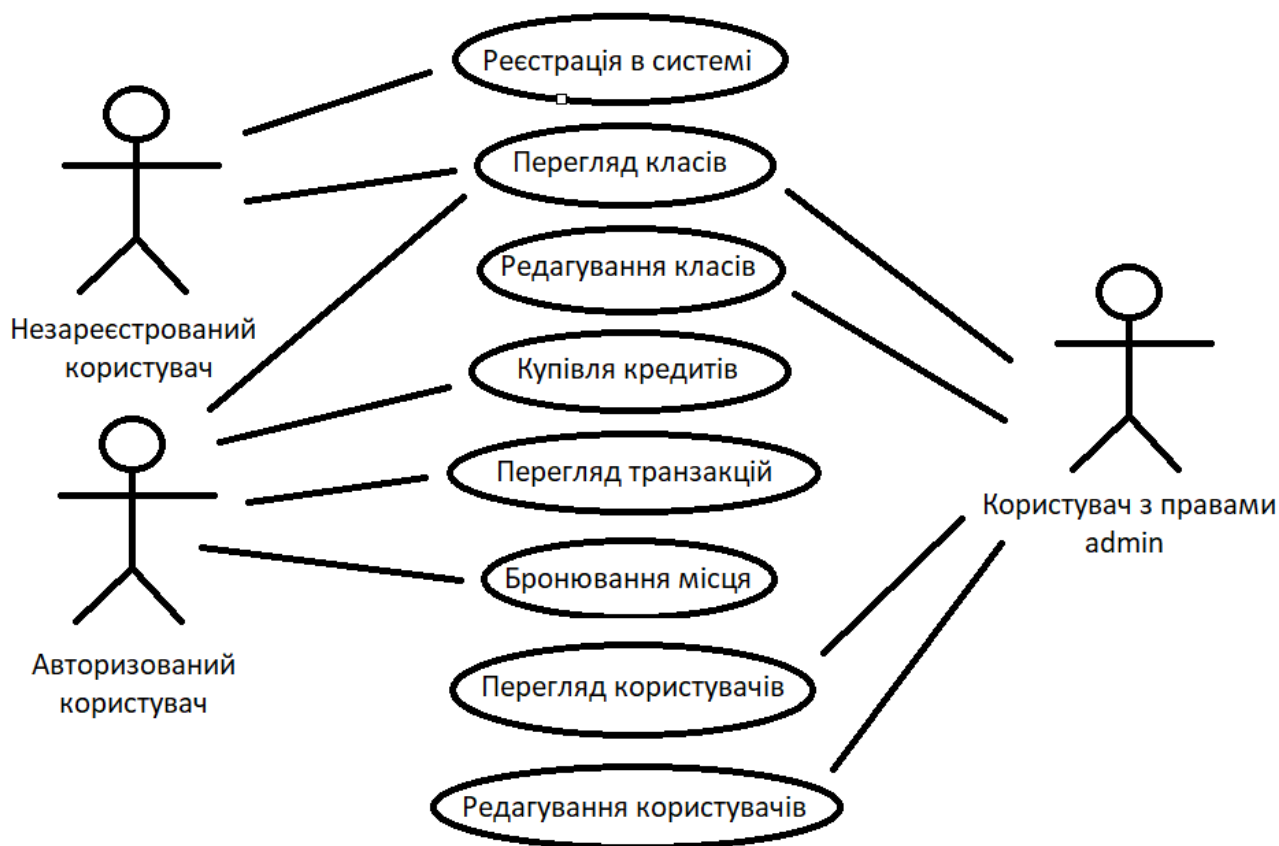 Реєстрація в системі
Перегляд класів
Редагування класів
Незареєстрований
користувач
Купівля кредитів
Перегляд транзакцій
Користувач з правами
admin
Бронювання місця
Авторизований
користувач
Перегляд користувачів
Редагування користувачів